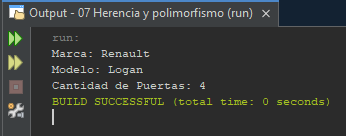 Output - 07 Herencia y polimorfismo (run) ×
run:
Marca: Renault
Modelo: Logan
Cantidad de Puertas: 4
BUILD SUCCESSFUL (total time: 0 seconds)